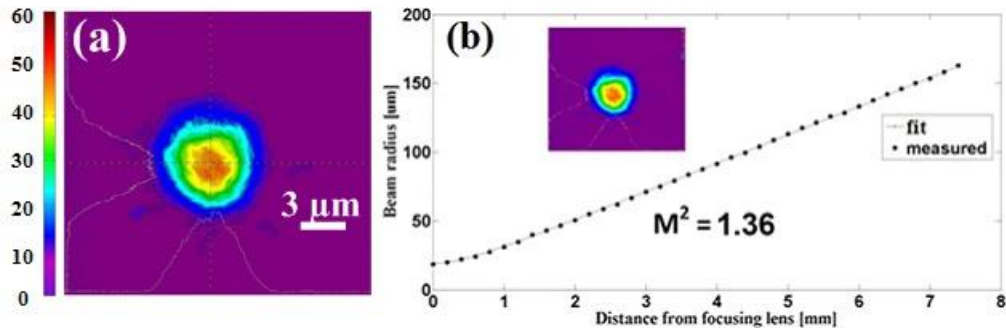 60
50
40
30
20
10
0
(a)
3 µm
(b)
200
150
100
50
0
Beam radius [um]
fit
measured
M² = 1.36
0 1 2 3 4 5 6 7 8
Distance from focusing lens [mm]